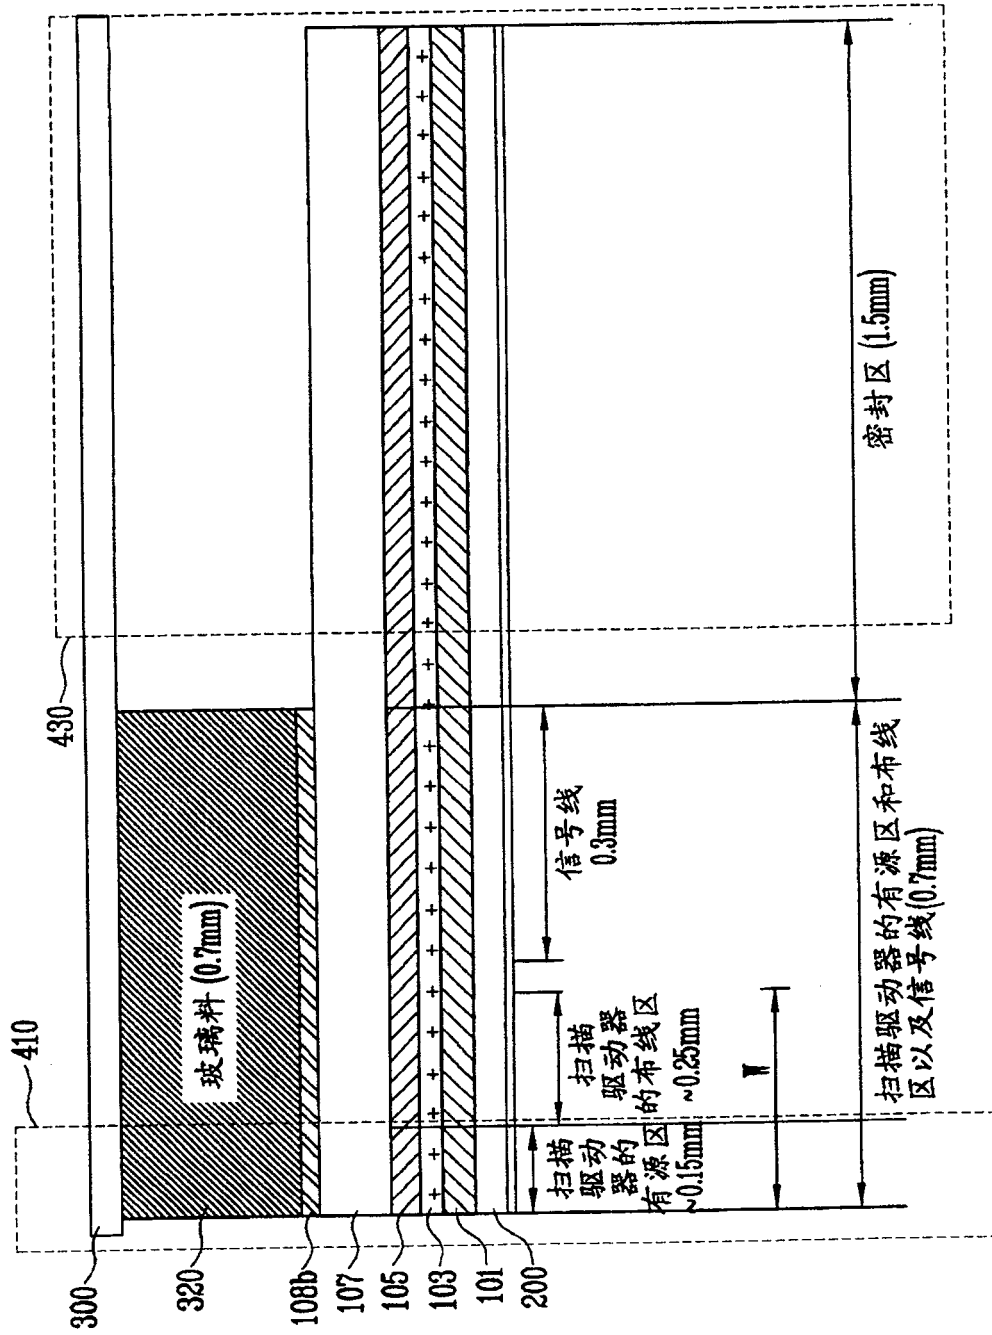 430
410
300
320
108b
107
105
103
101
200
玻璃料 (0.7mm)
信号线
0.3mm
扫描
驱动器
的布线区
~0.25mm
扫描
驱动
器的
有源区
~0.15mm
W
密封区 (1.5mm)
扫描驱动器的有源区和布线
区以及信号线(0.7mm)